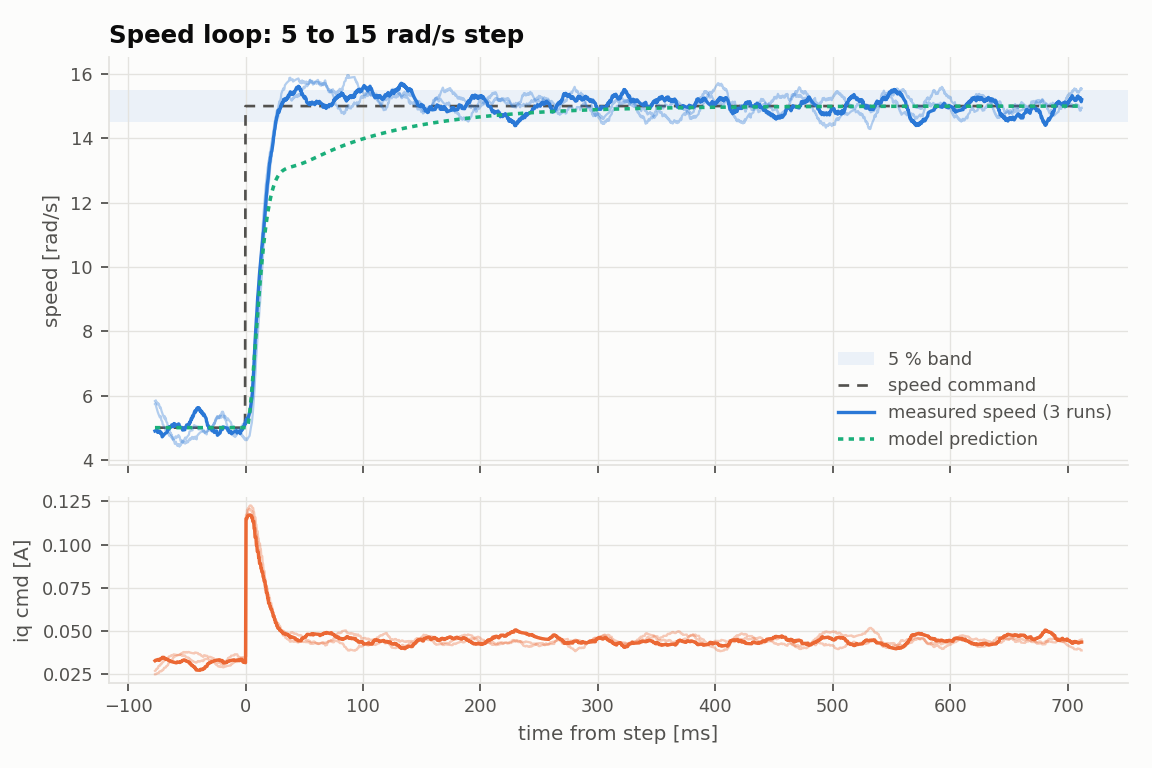 Speed loop: 5 to 15 rad/s step
speed [rad/s]
16
14
12
10
8
6
4
5 % band
speed command
measured speed (3 runs)
model prediction
iq cmd [A]
0.125
0.100
0.075
0.050
0.025
−100 0 100 200 300 400 500 600 700
time from step [ms]